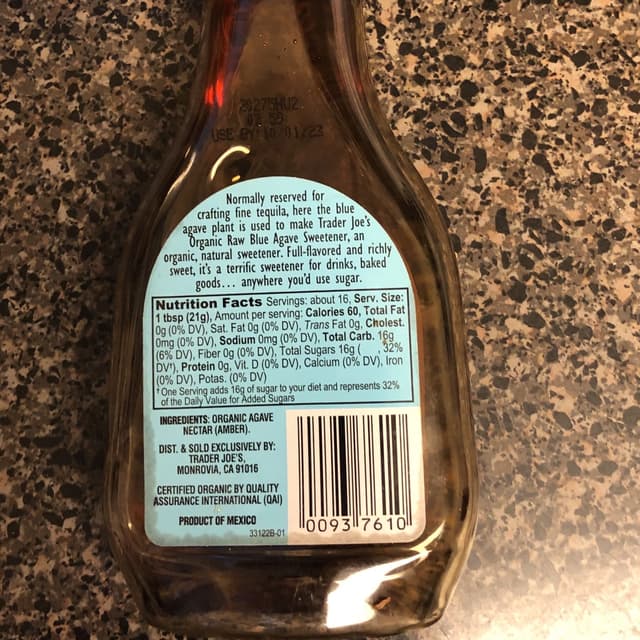 USE BY 10/01/23
Normally reserved for
crafting fine tequila, here the blue
agave plant is used to make Trader Joe's
Organic Raw Blue Agave Sweetener, an
organic, natural sweetener. Full-flavored and richly
sweet, it's a terrific sweetener for drinks, baked
goods... anywhere you'd use sugar.
Nutrition Facts Servings: about 16, Serv. Size:
1 tbsp (21g), Amount per serving: Calories 60, Total Fat
0g (0% DV), Sat. Fat 0g (0% DV), Trans Fat 0g, Cholest.
0mg (0% DV), Sodium 0mg (0% DV), Total Carb. 16g
(6% DV), Fiber 0g (0% DV), Total Sugars 16g ( , 32%
DV†), Protein 0g, Vit. D (0% DV), Calcium (0% DV), Iron
(0% DV), Potas. (0% DV)
† One Serving adds 16g of sugar to your diet and represents 32%
of the Daily Value for Added Sugars
INGREDIENTS: ORGANIC AGAVE
NECTAR (AMBER).
DIST. & SOLD EXCLUSIVELY BY:
TRADER JOE'S,
MONROVIA, CA 91016
CERTIFIED ORGANIC BY QUALITY
ASSURANCE INTERNATIONAL (QAI)
PRODUCT OF MEXICO
33122B-01
0093 7610